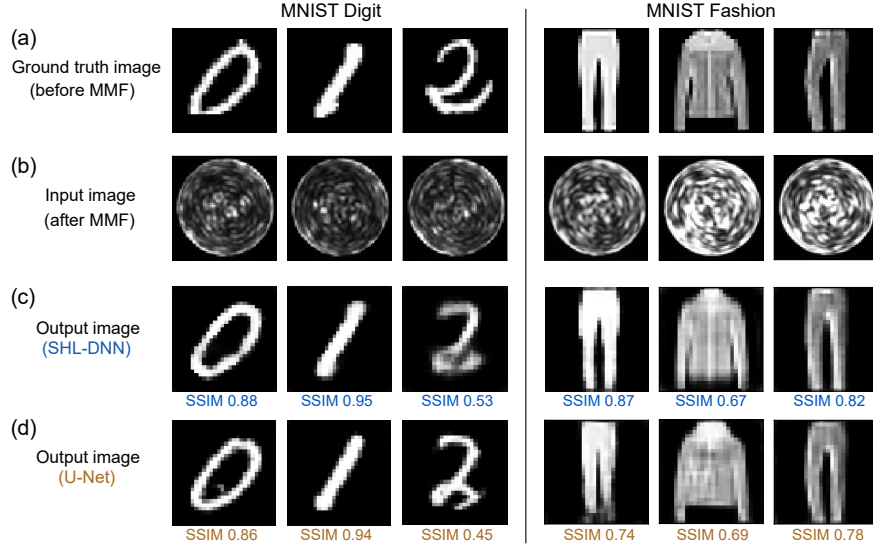 MNIST Digit
MNIST Fashion
(a)
Ground truth image
(before MMF)
(b)
Input image
(after MMF)
(c)
Output image
(SHL-DNN)
SSIM 0.88
SSIM 0.95
SSIM 0.53
SSIM 0.87
SSIM 0.67
SSIM 0.82
(d)
Output image
(U-Net)
SSIM 0.86
SSIM 0.94
SSIM 0.45
SSIM 0.74
SSIM 0.69
SSIM 0.78